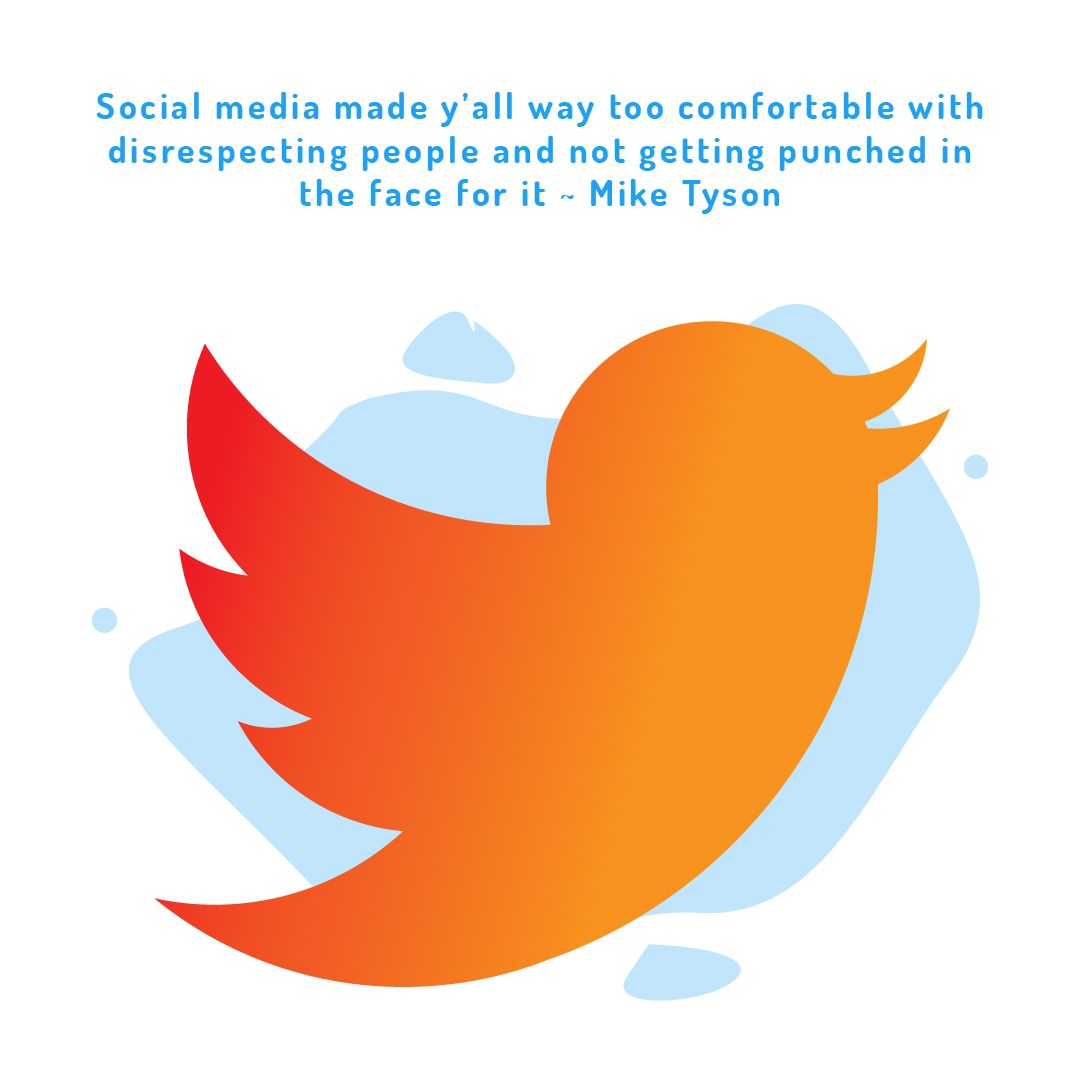 Social media made y’all way too comfortable with
disrespecting people and not getting punched in
the face for it ~ Mike Tyson